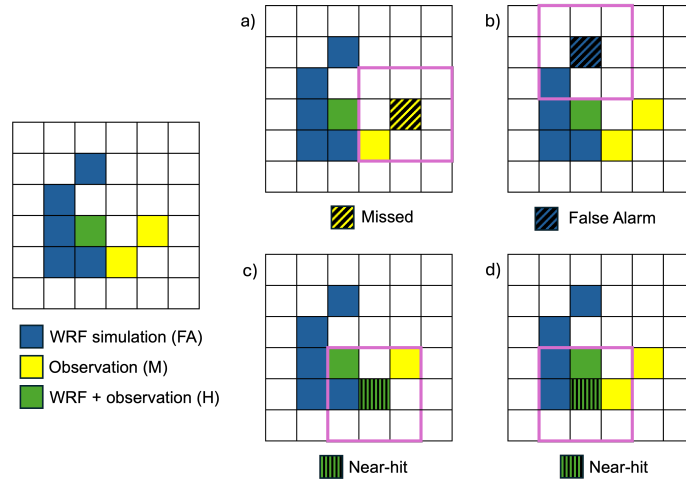 a)
b)
Missed
False Alarm
c)
d)
WRF simulation (FA)
Observation (M)
WRF + observation (H)
Near-hit
Near-hit